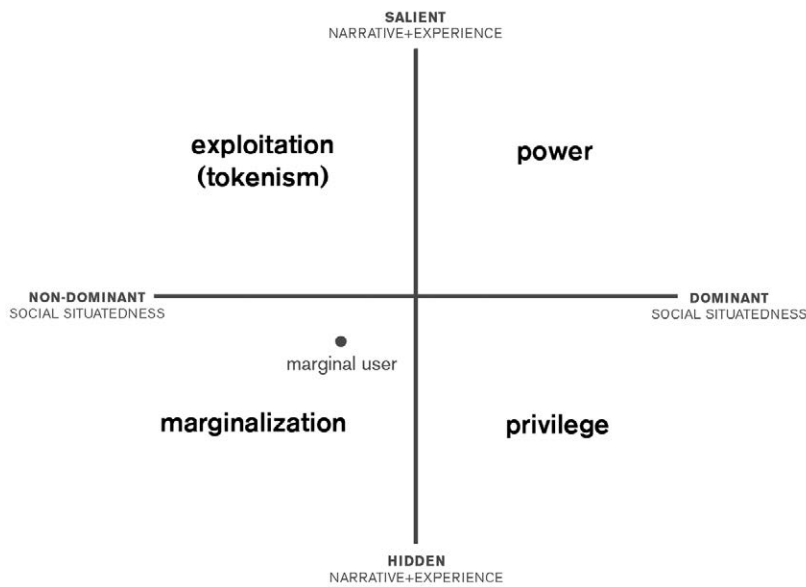 SALIENT
NARRATIVE+EXPERIENCE
exploitation
(tokenism)
power
NON-DOMINANT
SOCIAL SITUATEDNESS
DOMINANT
SOCIAL SITUATEDNESS
marginal user
marginalization
privilege
HIDDEN
NARRATIVE+EXPERIENCE